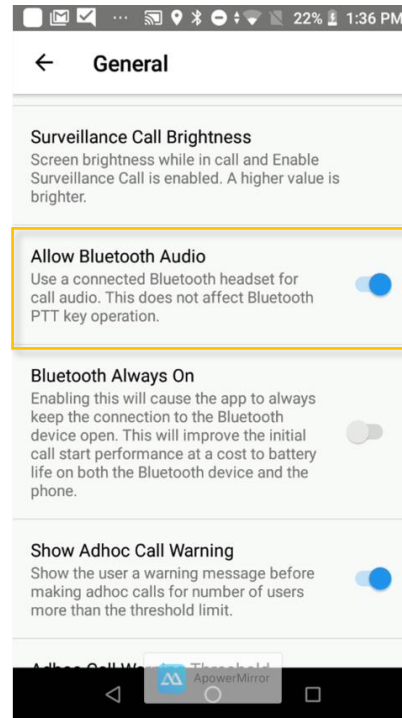 22% 1:36 PM
General
Surveillance Call Brightness
Screen brightness while in call and Enable
Surveillance Call is enabled. A higher value is
brighter.
Allow Bluetooth Audio
Use a connected Bluetooth headset for
call audio. This does not affect Bluetooth
PTT key operation.
Bluetooth Always On
Enabling this will cause the app to always
keep the connection to the Bluetooth
device open. This will improve the initial
call start performance at a cost to battery
life on both the Bluetooth device and the
phone.
Show Adhoc Call Warning
Show the user a warning message before
making adhoc calls for number of users
more than the threshold limit.
Adhoc Call Warning Threshold
ApowerMirror